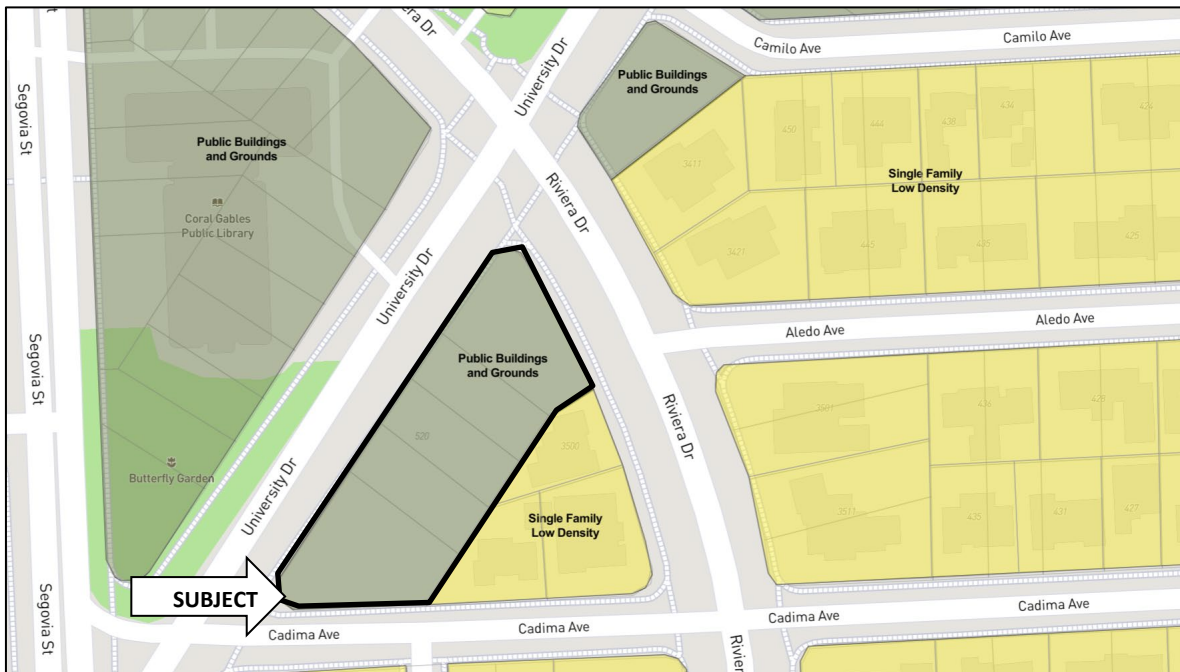 Riviera Dr
Camilo Ave
Camilo Ave
Segovia St
University Dr
Public Buildings
and Grounds
450
444
438
434
424
Public Buildings
and Grounds
3411
Single Family
Low Density
Riviera Dr
Coral Gables
Public Library
3421
445
435
425
University Dr
Aledo Ave
Aledo Ave
Segovia St
Public Buildings
and Grounds
Riviera Dr
3501
436
428
520
3500
Butterfly Garden
University Dr
3511
435
431
427
Single Family
Low Density
Segovia St
SUBJECT
Cadima Ave
Cadima Ave
Cadima Ave
Cadima Ave
Riviera